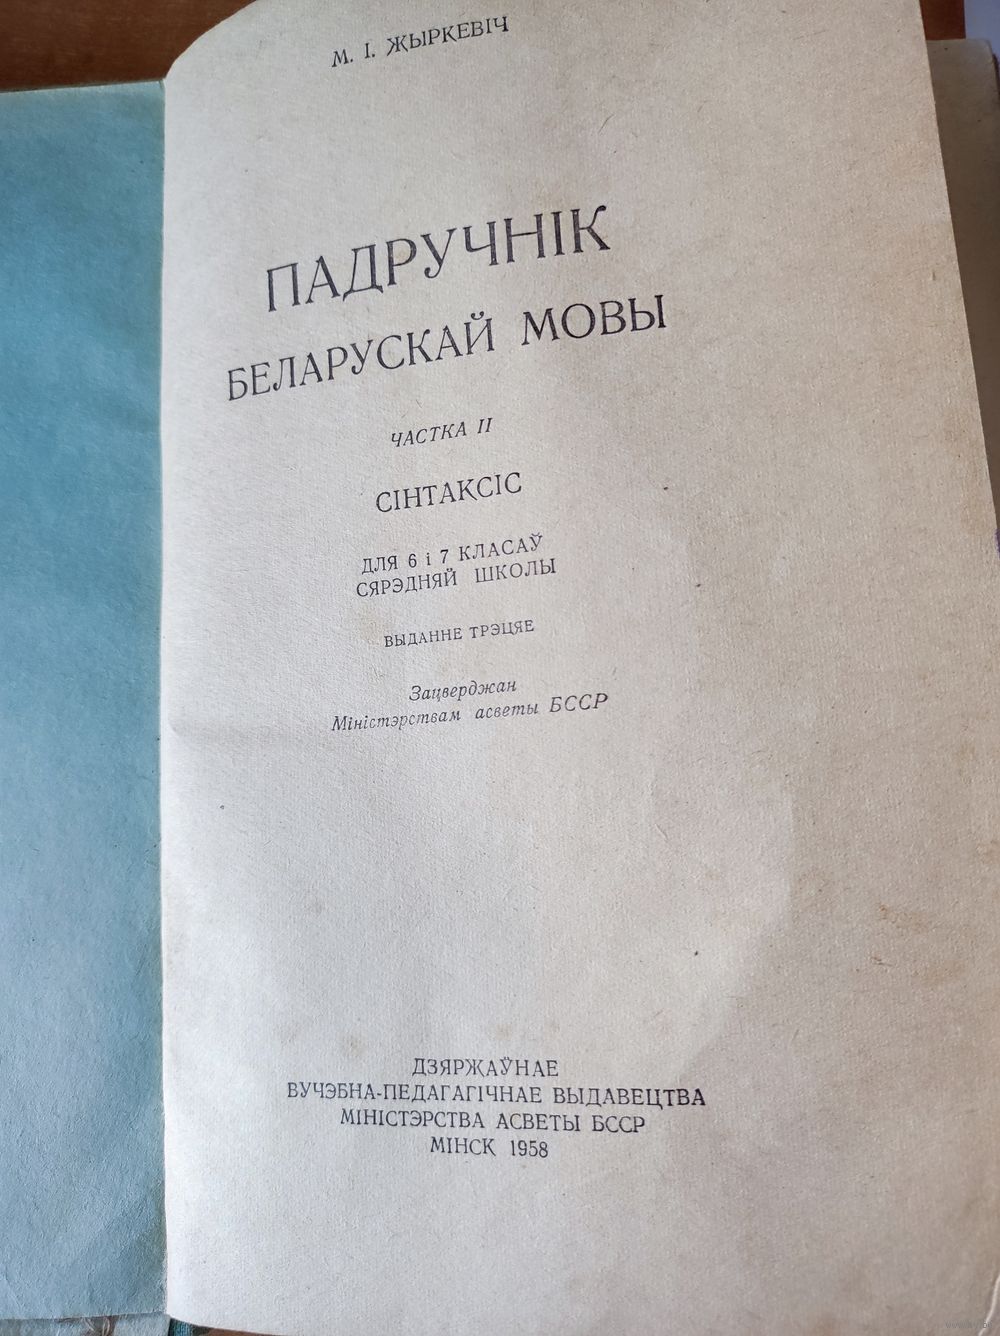 М. І. ЖЫРКЕВІЧ
ПАДРУЧНІК
БЕЛАРУСКАЙ МОВЫ
ЧАСТКА II
СІНТАКСІС
ДЛЯ 6 і 7 КЛАСАЎ
СЯРЭДНЯЙ ШКОЛЫ
ВЫДАННЕ ТРЭЦЯЕ
Зацверджан
Міністэрствам асветы БССР
ДЗЯРЖАЎНАЕ
ВУЧЭБНА-ПЕДАГАГІЧНАЕ ВЫДАВЕЦТВА
МІНІСТЭРСТВА АСВЕТЫ БССР
МІНСК 1958